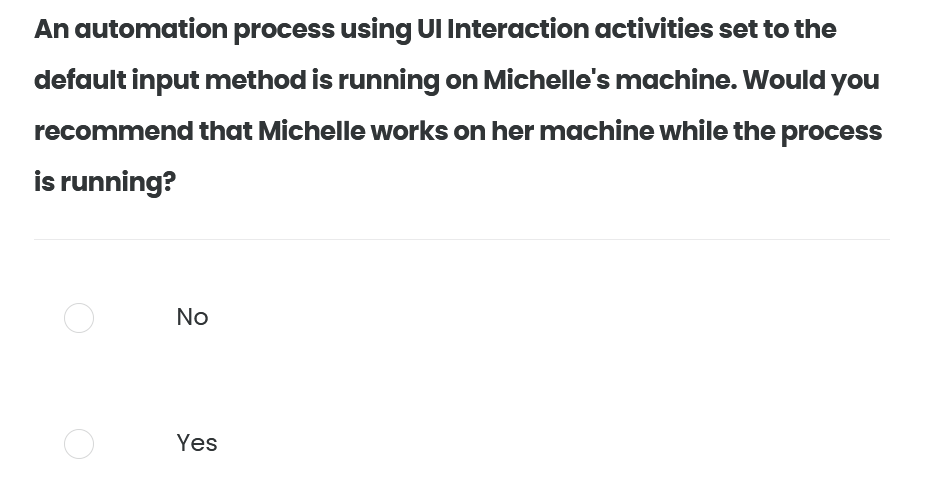 An automation process using UI Interaction activities set to the
default input method is running on Michelle's machine. Would you
recommend that Michelle works on her machine while the process
is running?
No
Yes